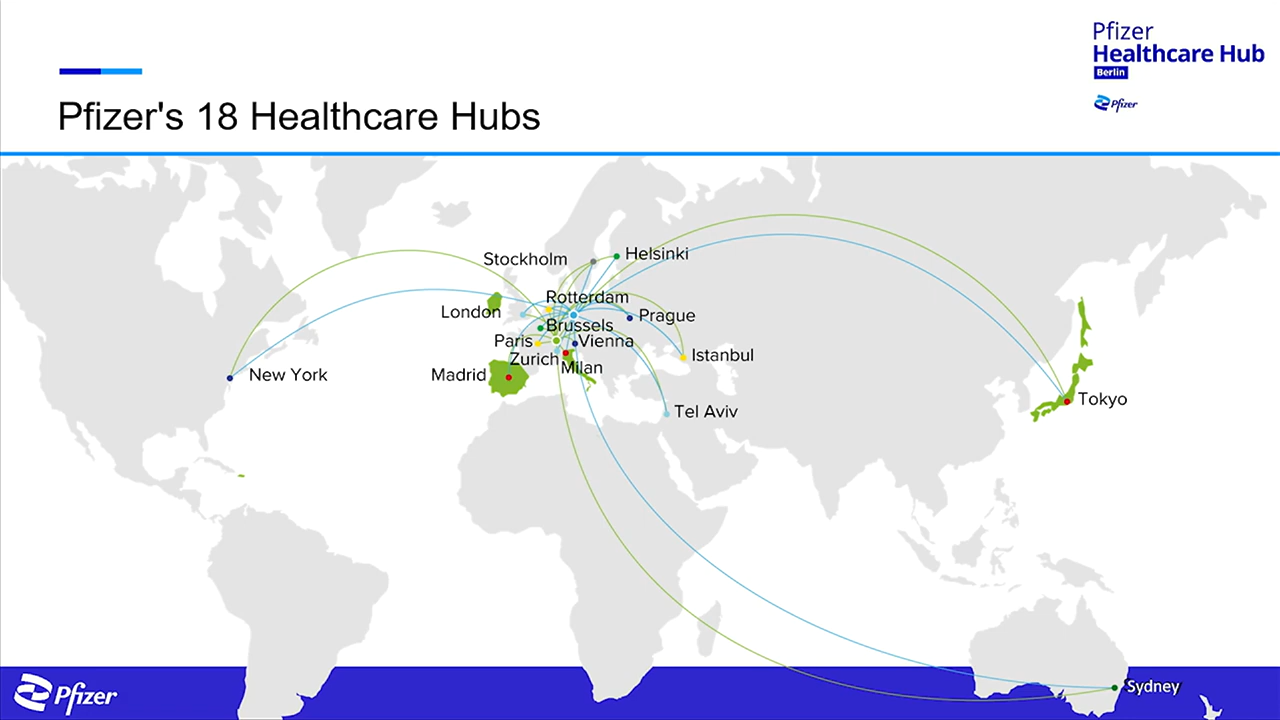 Pfizer
Healthcare Hub
Berlin
Pfizer
Pfizer's 18 Healthcare Hubs
Stockholm
Helsinki
Rotterdam
London
Prague
Brussels
Paris
Vienna
Zurich
Istanbul
Milan
Madrid
New York
Tokyo
Tel Aviv
Sydney
Pfizer